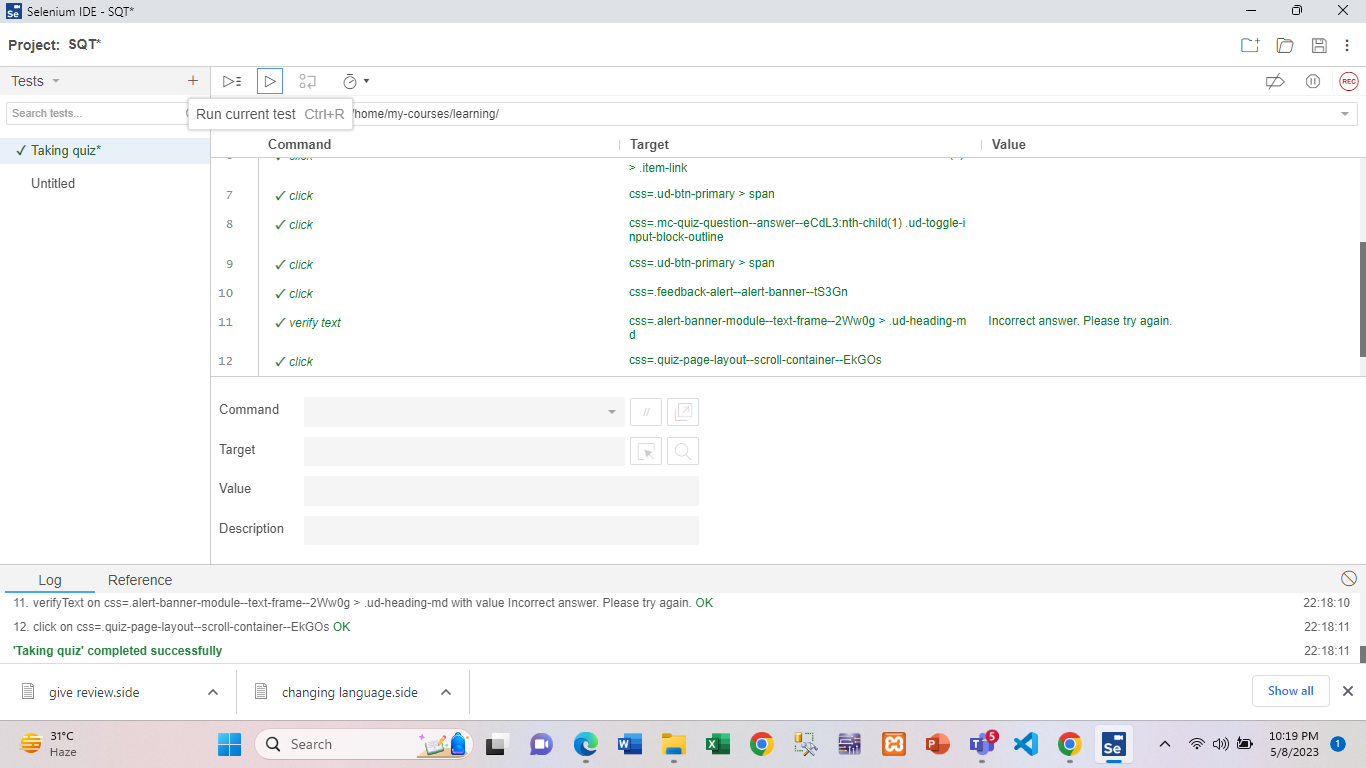 Selenium IDE - SQT*
Project: SQT*
Tests
Search tests...
Run current test Ctrl+R
/home/my-courses/learning/
REC
✓ Taking quiz*
Untitled
Command Target Value
> .item-link
7 ✓ click css=.ud-btn-primary > span
8 ✓ click css=.mc-quiz-question--answer--eCdL3:nth-child(1) .ud-toggle-i
nput-block-outline
9 ✓ click css=.ud-btn-primary > span
10 ✓ click css=.feedback-alert--alert-banner--tS3Gn
11 ✓ verify text css=.alert-banner-module--text-frame--2Ww0g > .ud-heading-m Incorrect answer. Please try again.
d
12 ✓ click css=.quiz-page-layout--scroll-container--EkGOs
Command //
Target
Value
Description
Log Reference
11. verifyText on css=.alert-banner-module--text-frame--2Ww0g > .ud-heading-md with value Incorrect answer. Please try again. OK 22:18:10
12. click on css=.quiz-page-layout--scroll-container--EkGOs OK 22:18:11
'Taking quiz' completed successfully 22:18:11
give review.side changing language.side Show all
31°C
Haze
Search
5
Se
10:19 PM
5/8/2023
1